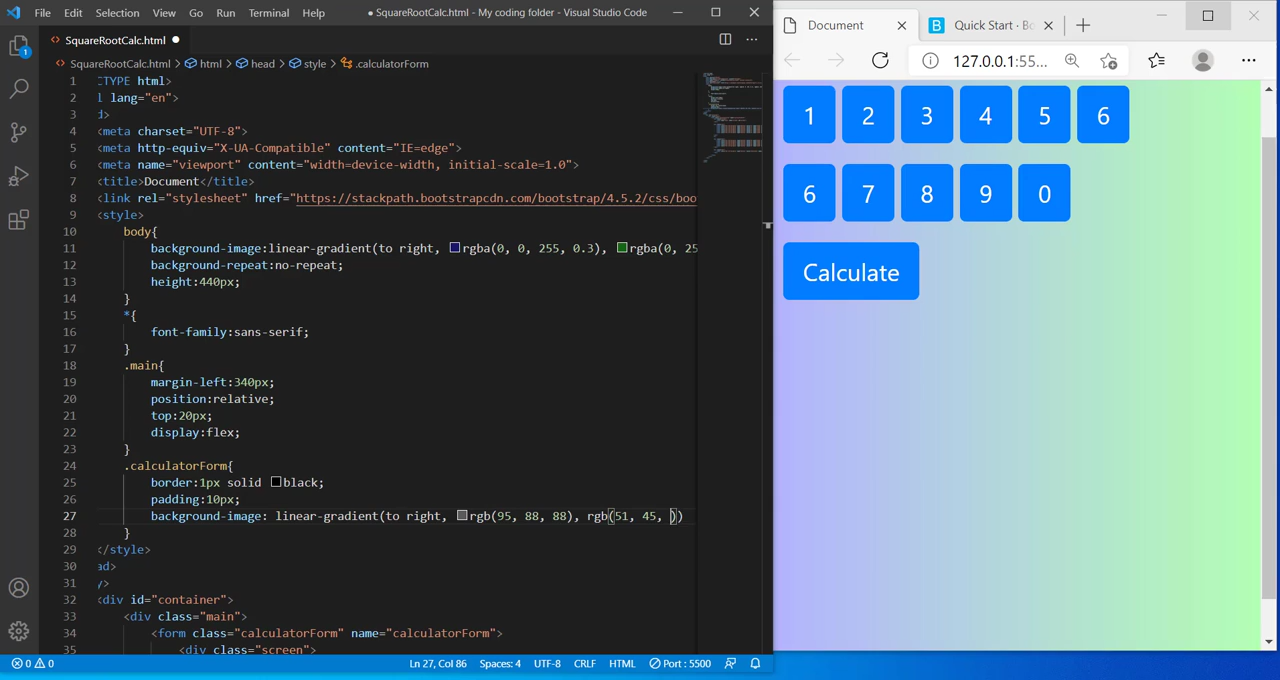 File Edit Selection View Go Run Terminal Help ● SquareRootCalc.html - My coding folder - Visual Studio Code
SquareRootCalc.html ●
SquareRootCalc.html > html > head > style > .calculatorForm
1 :TYPE html>
2 l lang="en">
3 d>
4 <meta charset="UTF-8">
5 <meta http-equiv="X-UA-Compatible" content="IE=edge">
6 <meta name="viewport" content="width=device-width, initial-scale=1.0">
7 <title>Document</title>
8 <link rel="stylesheet" href="https://stackpath.bootstrapcdn.com/bootstrap/4.5.2/css/boo
9 <style>
10 body{
11 background-image:linear-gradient(to right, rgba(0, 0, 255, 0.3), rgba(0, 25
12 background-repeat:no-repeat;
13 height:440px;
14 }
15 *{
16 font-family:sans-serif;
17 }
18 .main{
19 margin-left:340px;
20 position:relative;
21 top:20px;
22 display:flex;
23 }
24 .calculatorForm{
25 border:1px solid black;
26 padding:10px;
27 background-image: linear-gradient(to right, rgb(95, 88, 88), rgb(51, 45, ))
28 }
29 </style>
30 ad>
31 y>
32 <div id="container">
33 <div class="main">
34 <form class="calculatorForm" name="calculatorForm">
35 <div class="screen">
1
0 0 Ln 27, Col 86 Spaces: 4 UTF-8 CRLF HTML Port : 5500
Document Quick Start · Bo
127.0.0.1:55...
1 2 3 4 5 6
6 7 8 9 0
Calculate